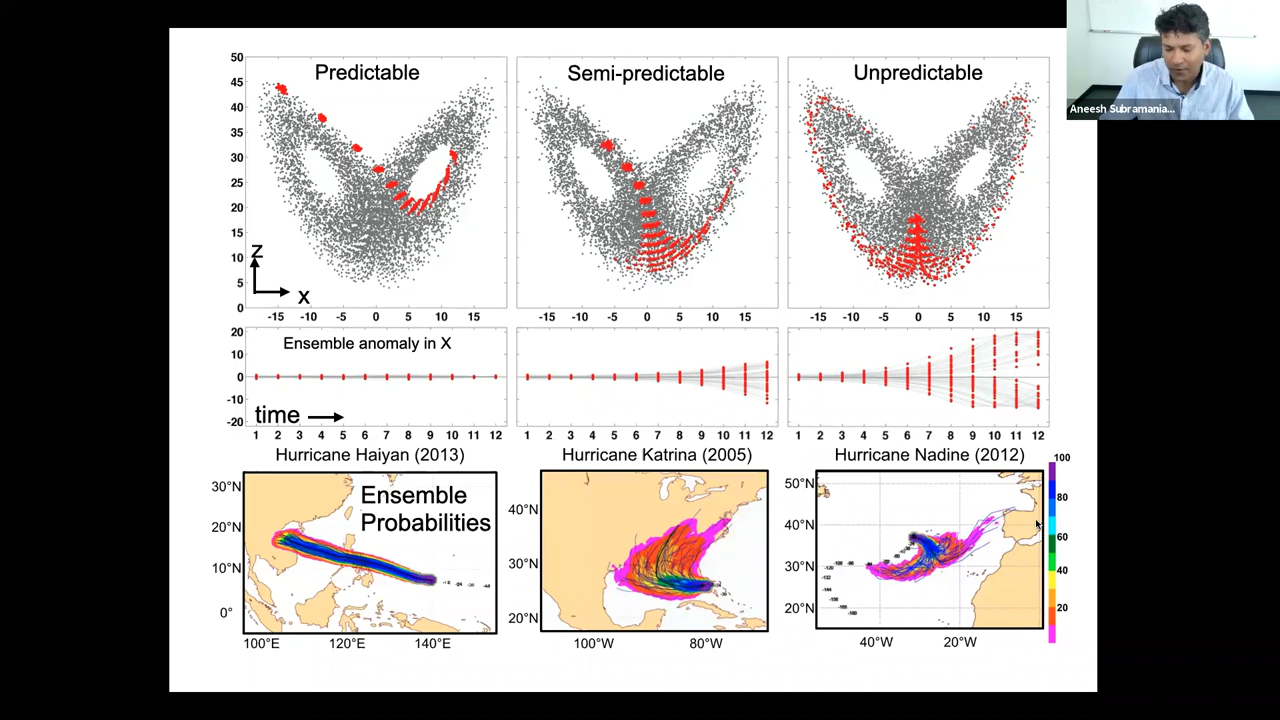 Aneesh Subramania...
Predictable
Semi-predictable
Unpredictable
50
45
40
35
30
25
20
15
10
5
0
Z
X
-15 -10 -5 0 5 10 15
-15 -10 -5 0 5 10 15
-15 -10 -5 0 5 10 15
20
10
0
-10
-20
Ensemble anomaly in X
time
1 2 3 4 5 6 7 8 9 10 11 12
1 2 3 4 5 6 7 8 9 10 11 12
1 2 3 4 5 6 7 8 9 10 11 12
Hurricane Haiyan (2013)
Hurricane Katrina (2005)
Hurricane Nadine (2012)
Ensemble
Probabilities
30°N
20°N
10°N
0°
100°E 120°E 140°E
40°N
30°N
20°N
100°W 80°W
50°N
40°N
30°N
20°N
40°W 20°W
100
80
60
40
20